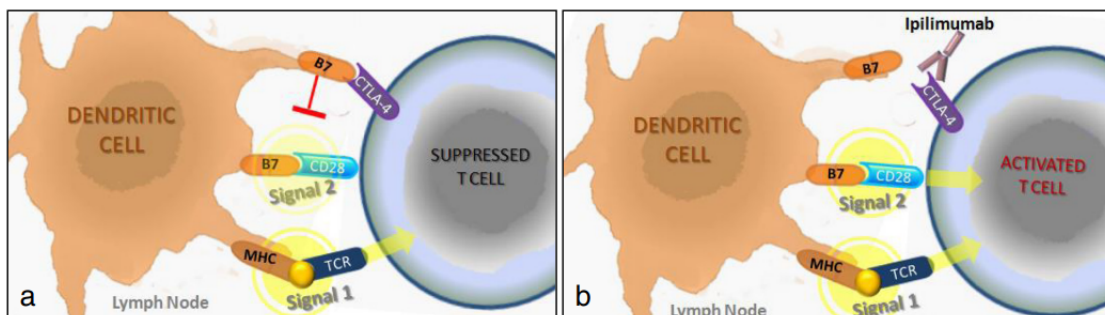 B7
CTLA-4
DENDRITIC
CELL
B7
CD28
Signal 2
SUPPRESSED
T CELL
MHC
TCR
Signal 1
a
Lymph Node
Ipilimumab
B7
CTLA-4
DENDRITIC
CELL
B7
CD28
Signal 2
ACTIVATED
T CELL
MHC
TCR
Signal 1
b
Lymph Node